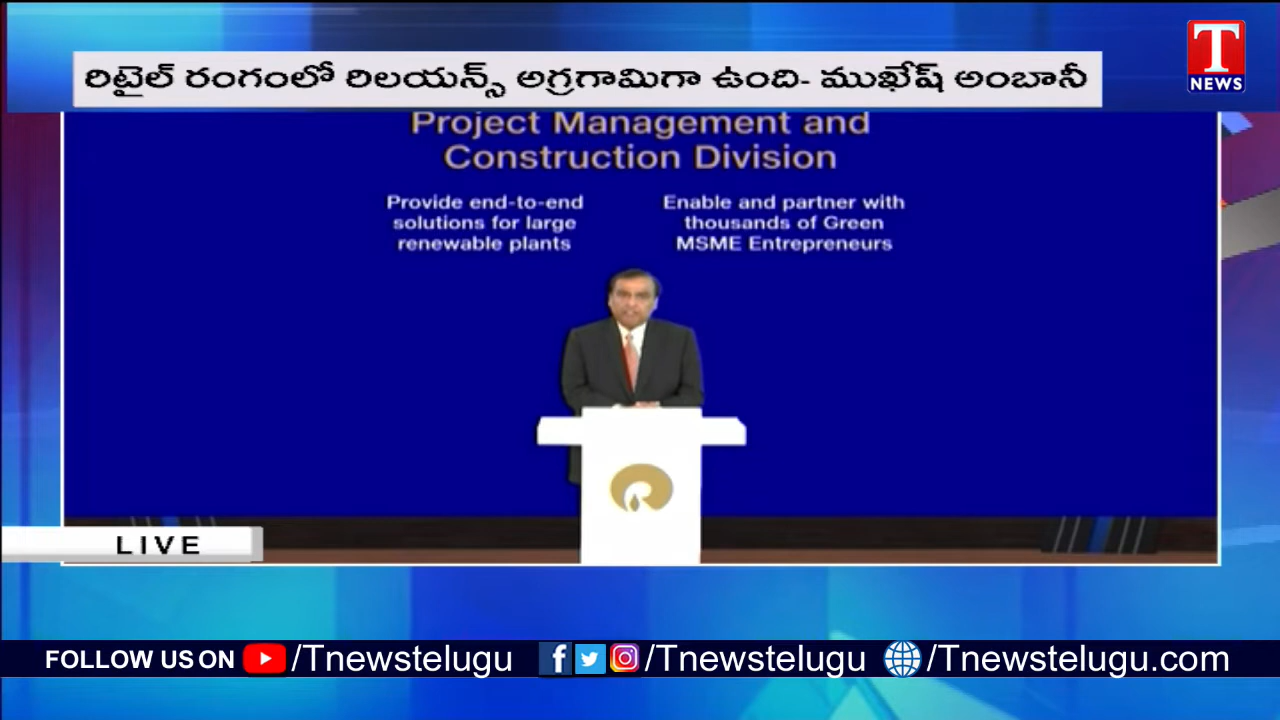 రిటైల్ రంగంలో రిలయన్స్ అగ్రగామిగా ఉంది- ముఖేష్ అంబానీ
T
NEWS
Project Management and
Construction Division
Provide end-to-end
solutions for large
renewable plants
Enable and partner with
thousands of Green
MSME Entrepreneurs
LIVE
FOLLOW US ON /Tnewstelugu /Tnewstelugu /Tnewstelugu.com